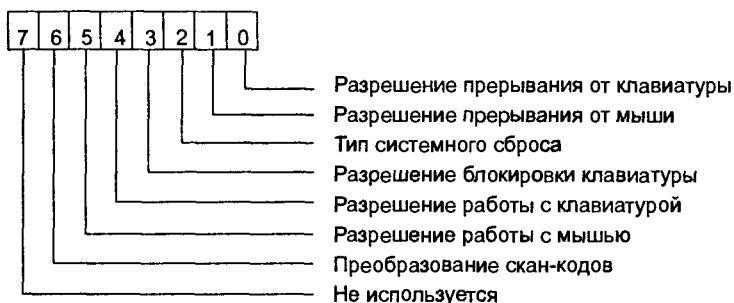 7 6 5 4 3 2 1 0
Разрешение прерывания от клавиатуры
Разрешение прерывания от мыши
Тип системного сброса
Разрешение блокировки клавиатуры
Разрешение работы с клавиатурой
Разрешение работы с мышью
Преобразование скан-кодов
Не используется